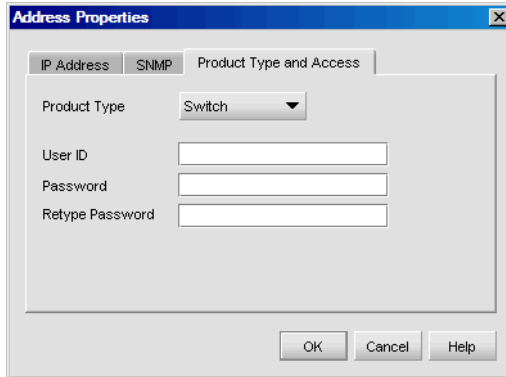 Address Properties
IP Address SNMP Product Type and Access
Product Type Switch
User ID
Password
Retype Password
OK Cancel Help